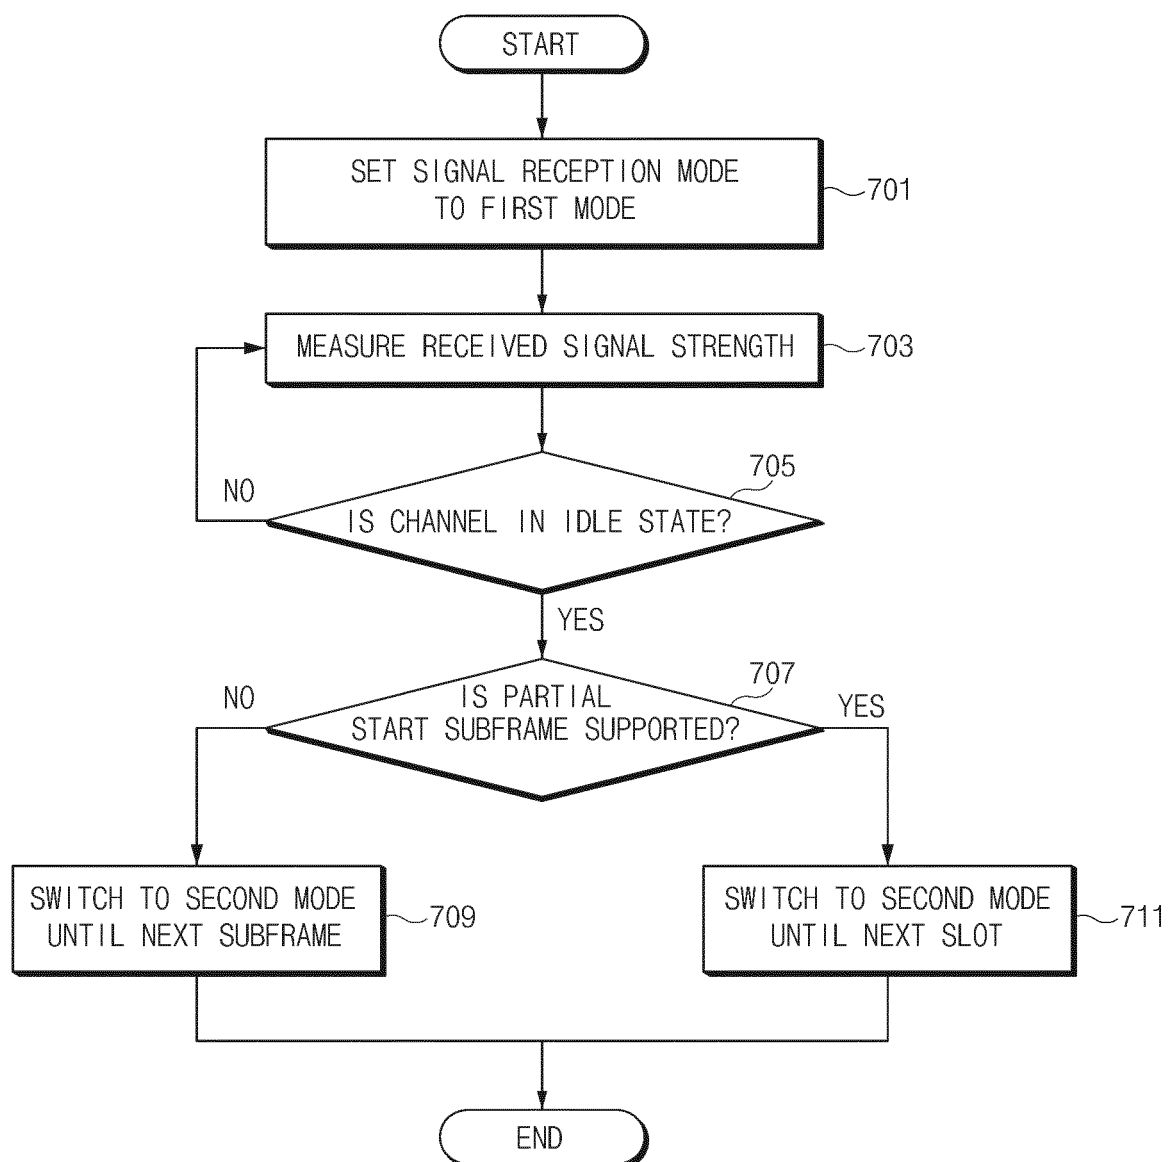 START
SET SIGNAL RECEPTION MODE
TO FIRST MODE
701
MEASURE RECEIVED SIGNAL STRENGTH
703
705
NO
IS CHANNEL IN IDLE STATE?
YES
707
NO
IS PARTIAL
START SUBFRAME SUPPORTED?
YES
SWITCH TO SECOND MODE
UNTIL NEXT SUBFRAME
709
SWITCH TO SECOND MODE
UNTIL NEXT SLOT
711
END